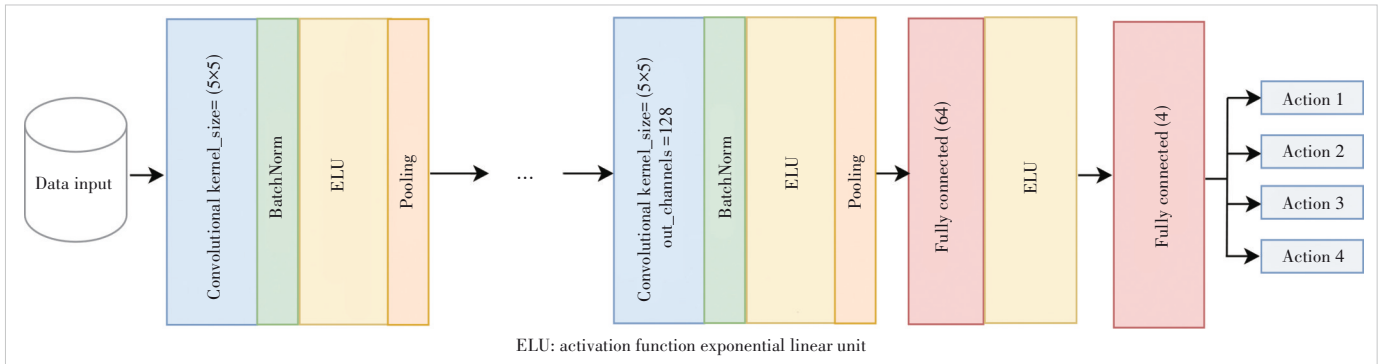 Data input
Convolutional kernel_size= (5×5)
BatchNorm
ELU
Pooling
...
Convolutional kernel_size= (5×5)
out_channels =128
BatchNorm
ELU
Pooling
Fully connected (64)
ELU
Fully connected (4)
Action 1
Action 2
Action 3
Action 4
ELU: activation function exponential linear unit